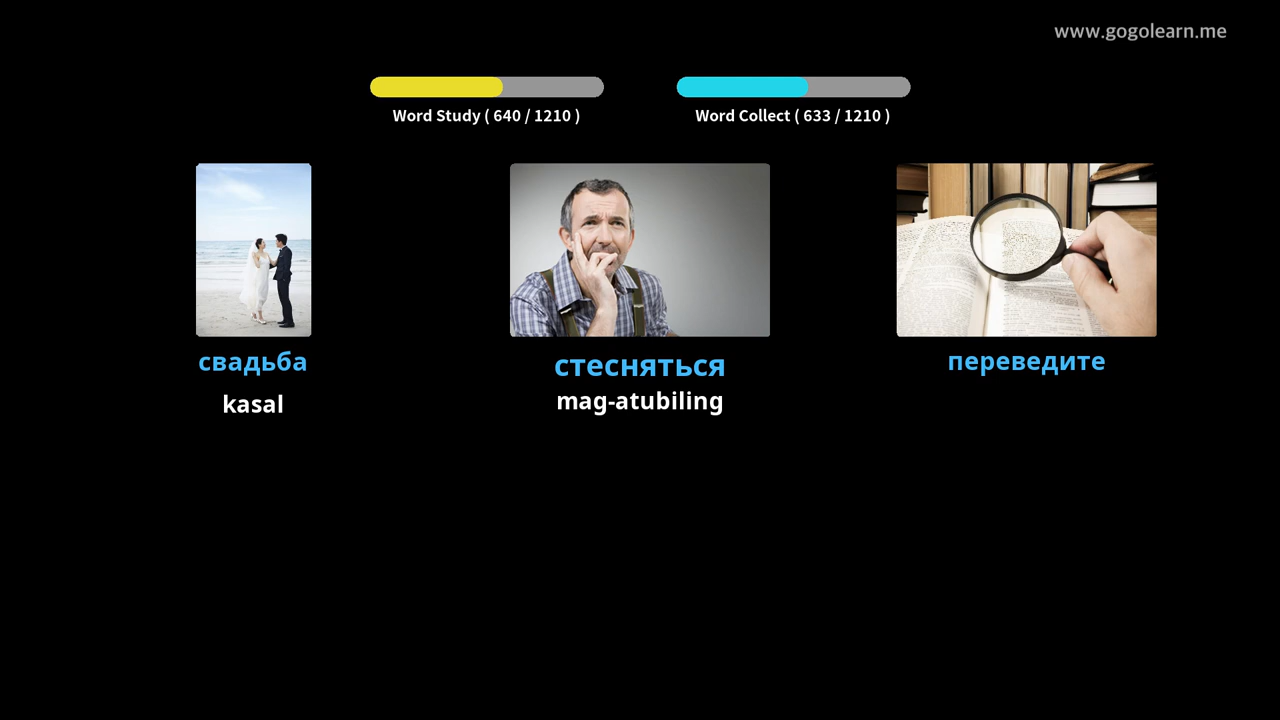 www.gogolearn.me
Word Study ( 640 / 1210 )
Word Collect ( 633 / 1210 )
свадьба
kasal
стесняться
mag-atubiling
переведите